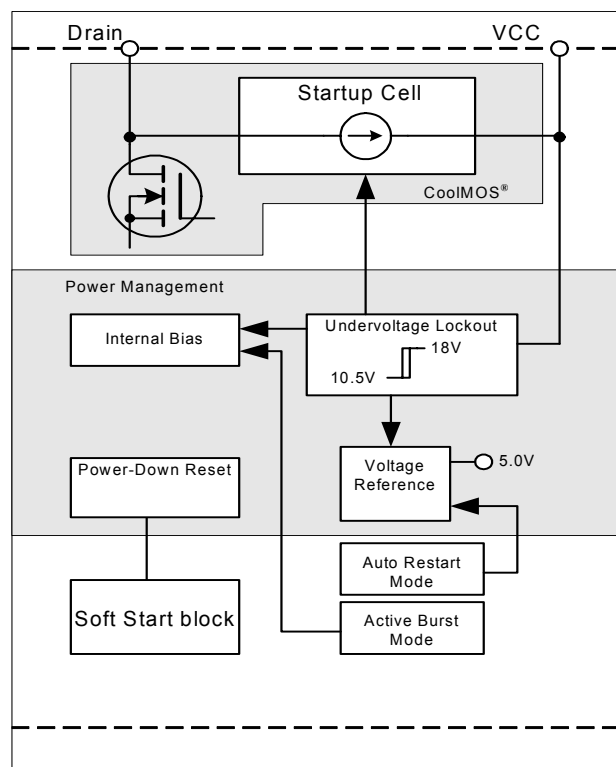 Drain
VCC
Startup Cell
CoolMOS®
Power Management
Internal Bias
Undervoltage Lockout
18V
10.5V
Power-Down Reset
Voltage
Reference
5.0V
Auto Restart
Mode
Soft Start block
Active Burst
Mode